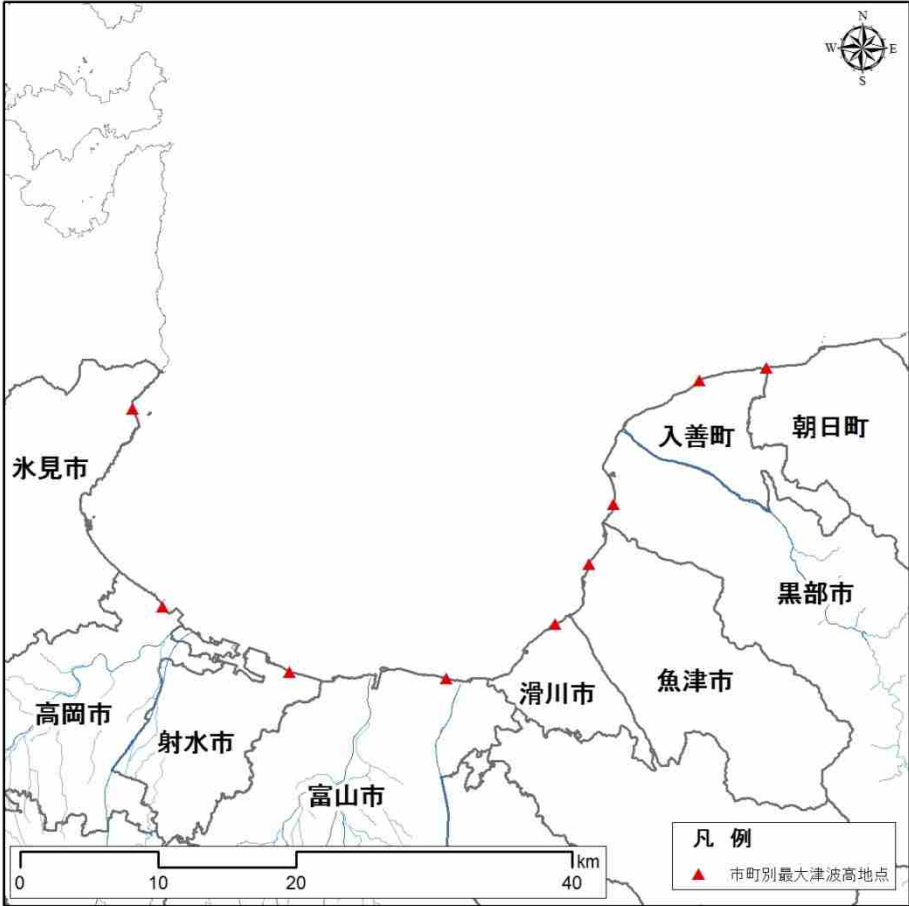 N
W E
S
入善町
朝日町
氷見市
黒部市
魚津市
滑川市
高岡市
射水市
富山市
凡 例
市町別最大津波高地点
km
0 10 20 40